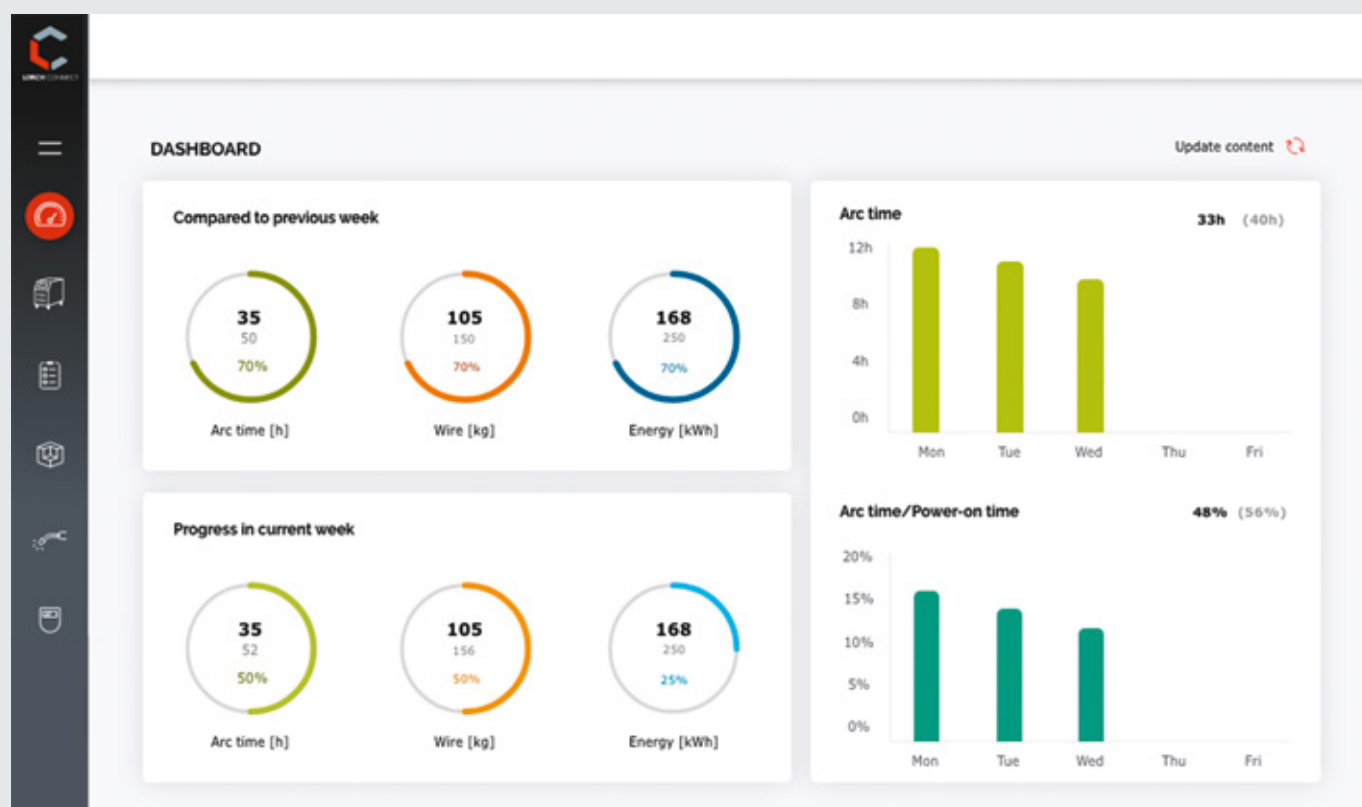 LORCH CONNECT
DASHBOARD
Update content
Compared to previous week
35
50
70%
Arc time [h]
105
150
70%
Wire [kg]
168
250
70%
Energy [kWh]
Progress in current week
35
52
50%
Arc time [h]
105
156
50%
Wire [kg]
168
250
25%
Energy [kWh]
Arc time
33h (40h)
12h
8h
4h
0h
Mon Tue Wed Thu Fri
Arc time/Power-on time
48% (56%)
20%
15%
10%
5%
0%
Mon Tue Wed Thu Fri